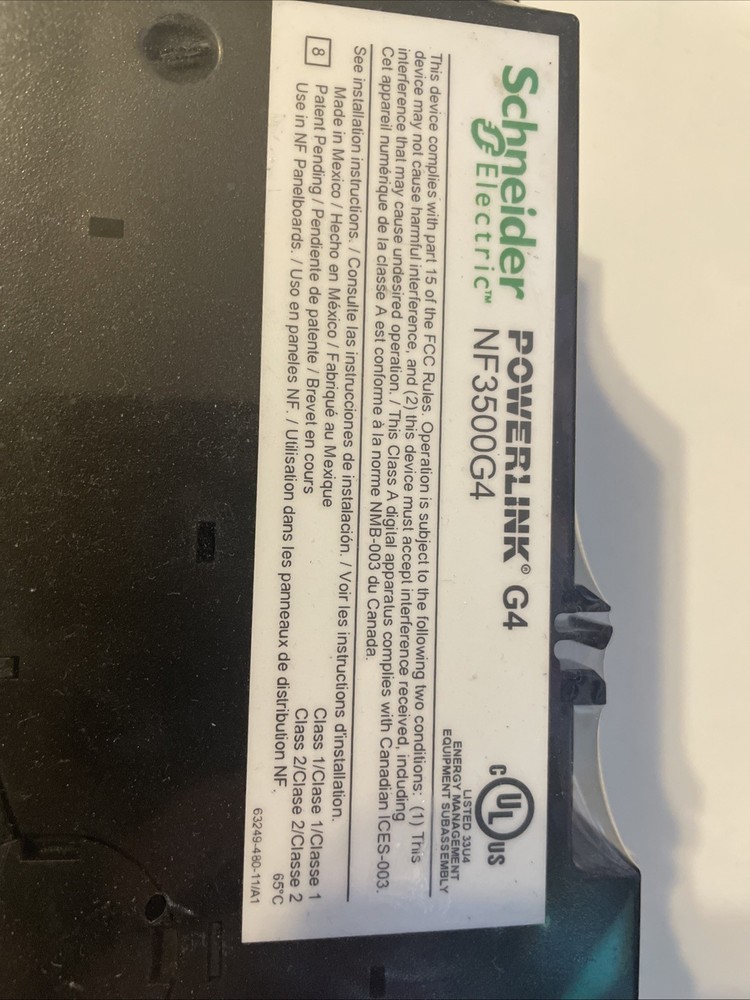 Schneider
Electric™
POWERLINK® G4
NF3500G4
C UL US
LISTED 33U4
ENERGY MANAGEMENT
EQUIPMENT SUBASSEMBLY
This device complies with part 15 of the FCC Rules. Operation is subject to the following two conditions: (1) This
device may not cause harmful interference, and (2) this device must accept interference received, including
interference that may cause undesired operation. / This Class A digital apparatus complies with Canadian ICES-003.
Cet appareil numérique de la classe A est conforme à la norme NMB-003 du Canada.
See installation instructions. / Consulte las instrucciones de instalación. / Voir les instructions d'installation.
8
Made in Mexico / Hecho en México / Fabriqué au Mexique
Patent Pending / Pendiente de patente / Brevet en cours
Class 1/Clase 1/Classe 1
Use in NF Panelboards. / Uso en paneles NF. / Utilisation dans les panneaux de distribution NF.
Class 2/Clase 2/Classe 2
65°C
63249-480-11/A1